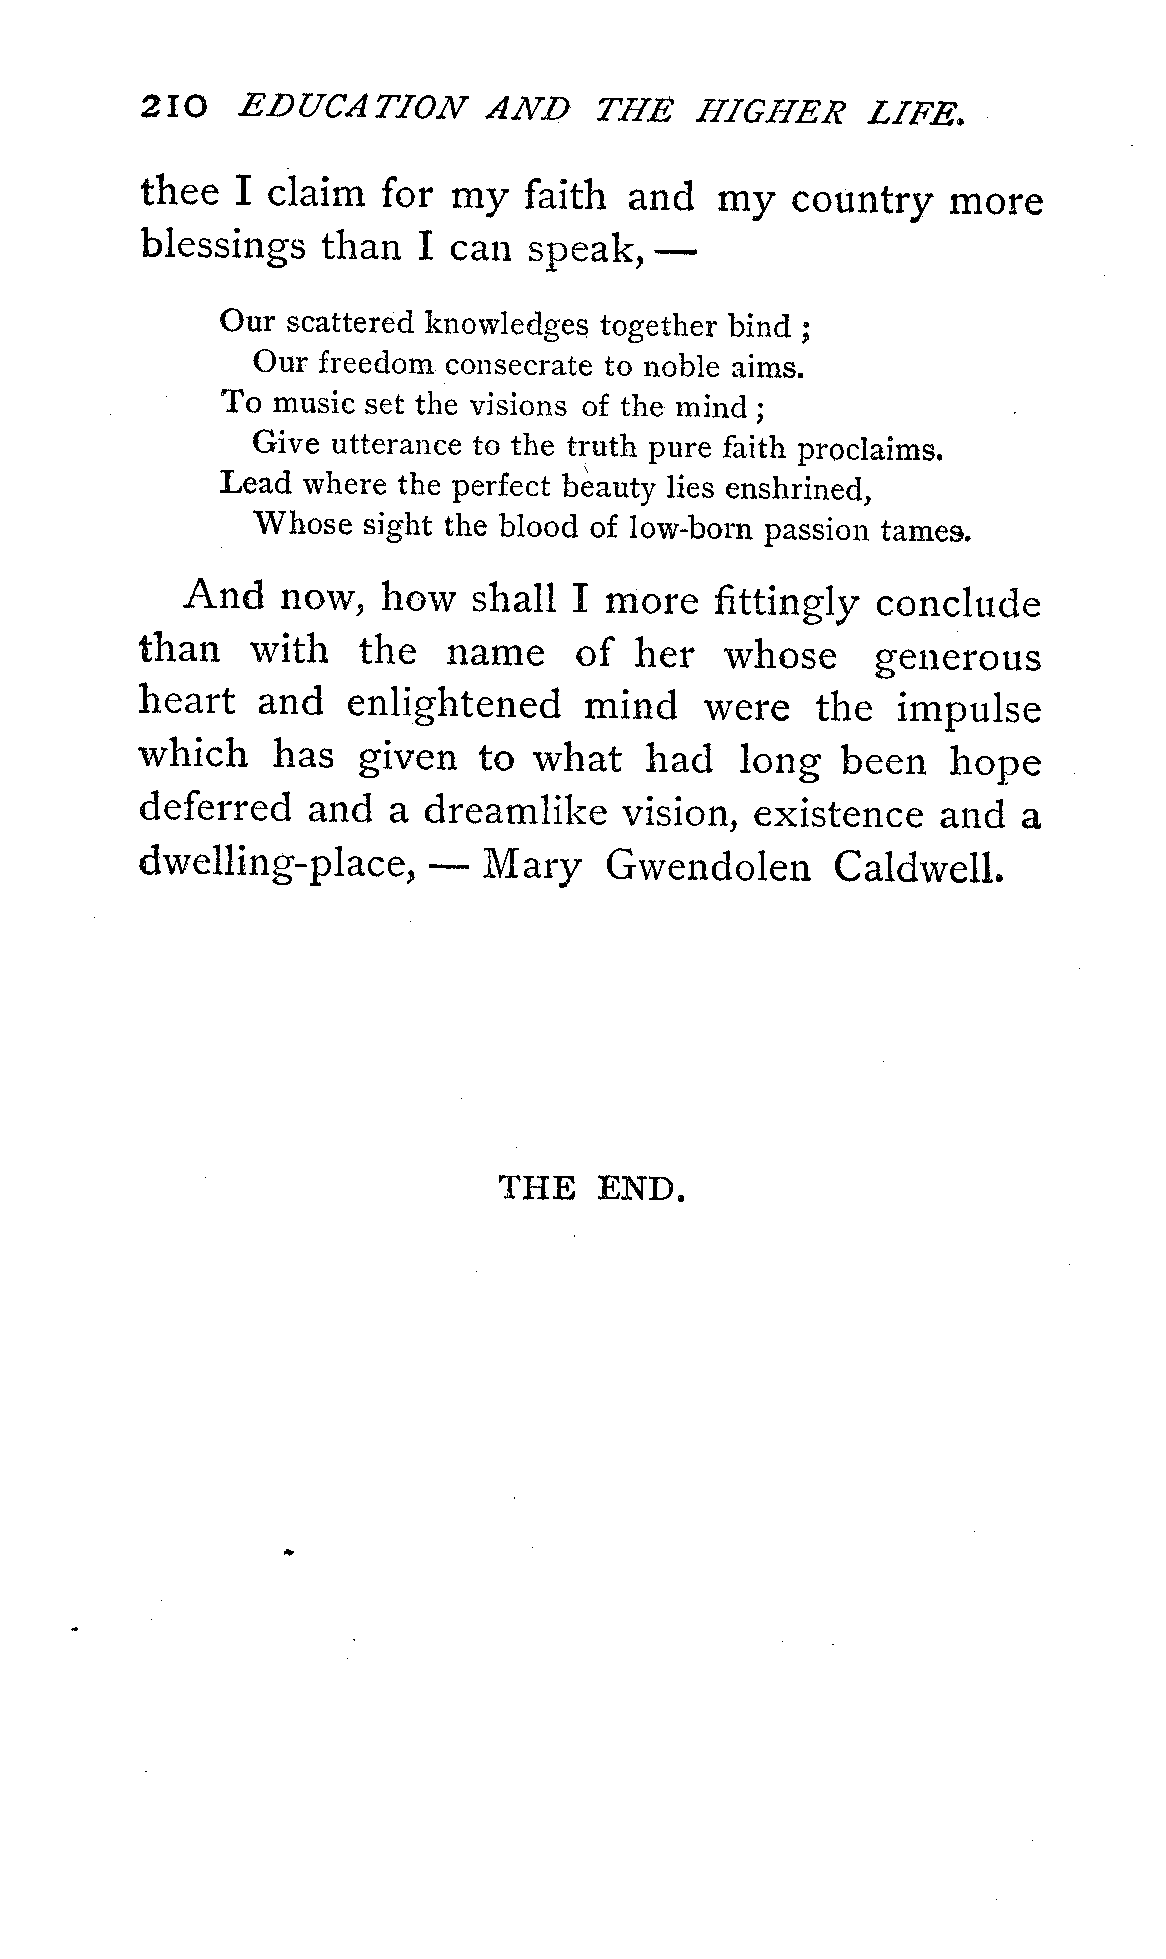 210 EDUCATION AND THE HIGHER LIFE.
thee I claim for my faith and my country more
blessings than I can speak, —
Our scattered knowledges together bind ;
Our freedom consecrate to noble aims.
To music set the visions of the mind ;
Give utterance to the truth pure faith proclaims.
Lead where the perfect beauty lies enshrined,
Whose sight the blood of low-born passion tames.
And now, how shall I more fittingly conclude
than with the name of her whose generous
heart and enlightened mind were the impulse
which has given to what had long been hope
deferred and a dreamlike vision, existence and a
dwelling-place, — Mary Gwendolen Caldwell.
THE END.